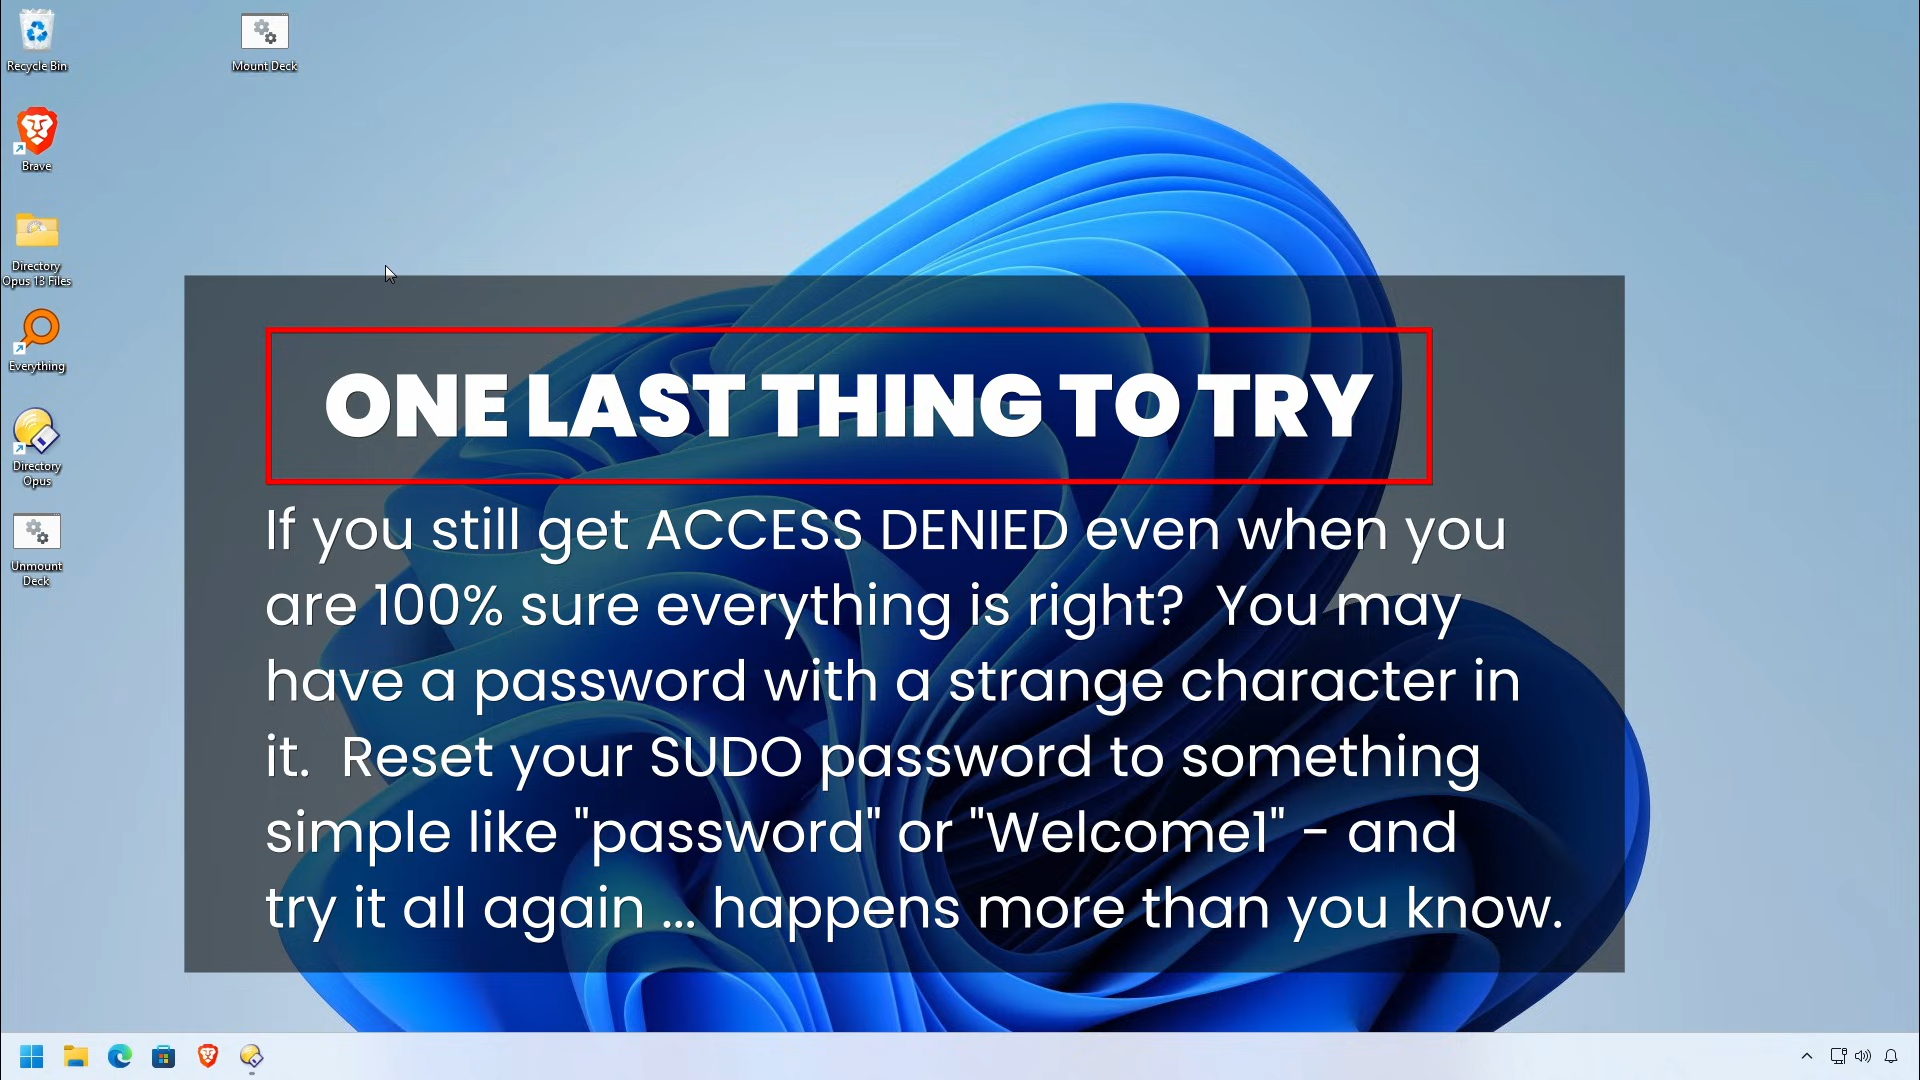 Recycle Bin
Mount Deck
Brave
Directory
Opus 13 Files
Everything
Directory
Opus
Unmount
Deck
ONE LAST THING TO TRY
If you still get ACCESS DENIED even when you
are 100% sure everything is right?  You may
have a password with a strange character in
it.  Reset your SUDO password to something
simple like "password" or "Welcome1" - and
try it all again ... happens more than you know.